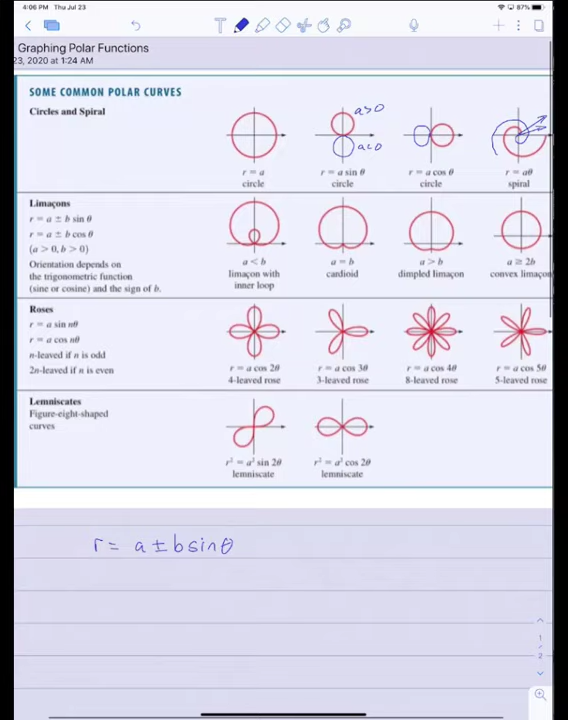 4:06 PM Thu Jul 23
87%
Graphing Polar Functions
23, 2020 at 1:24 AM
SOME COMMON POLAR CURVES
Circles and Spiral
a>0
a<0
r = a
circle
r = a sin θ
circle
r = a cos θ
circle
r = aθ
spiral
Limaçons
r = a ± b sin θ
r = a ± b cos θ
(a > 0, b > 0)
Orientation depends on
the trigonometric function
(sine or cosine) and the sign of b.
a < b
limaçon with
inner loop
a = b
cardioid
a > b
dimpled limaçon
a ≥ 2b
convex limaçon
Roses
r = a sin nθ
r = a cos nθ
n-leaved if n is odd
2n-leaved if n is even
r = a cos 2θ
4-leaved rose
r = a cos 3θ
3-leaved rose
r = a cos 4θ
8-leaved rose
r = a cos 5θ
5-leaved rose
Lemniscates
Figure-eight-shaped
curves
r² = a² sin 2θ
lemniscate
r² = a² cos 2θ
lemniscate
r = a ± b sin θ
1
2